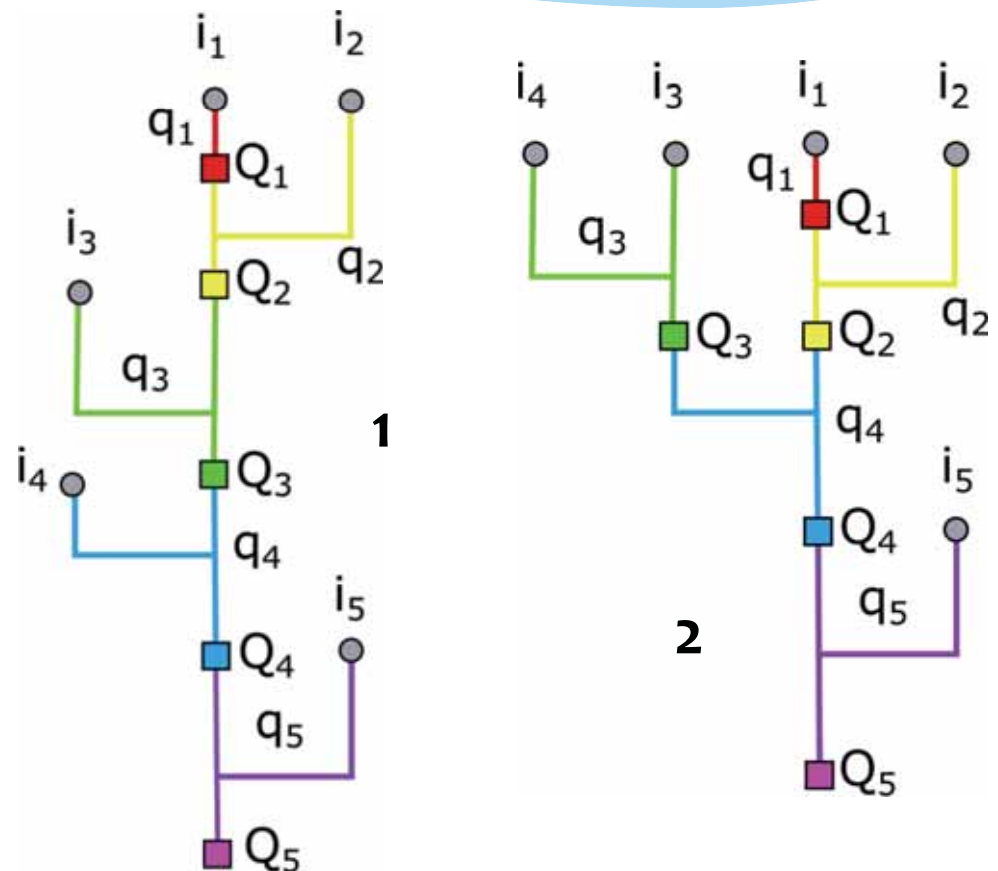 i₁ i₂
q₁ Q₁
i₃
q₂
Q₂
q₃
1
i₄ Q₃
q₄
i₅
Q₄
q₅
Q₅
i₄ i₃ i₁ i₂
q₁ Q₁
q₃
q₂
Q₃ Q₂
q₄
i₅
Q₄
q₅
2
Q₅